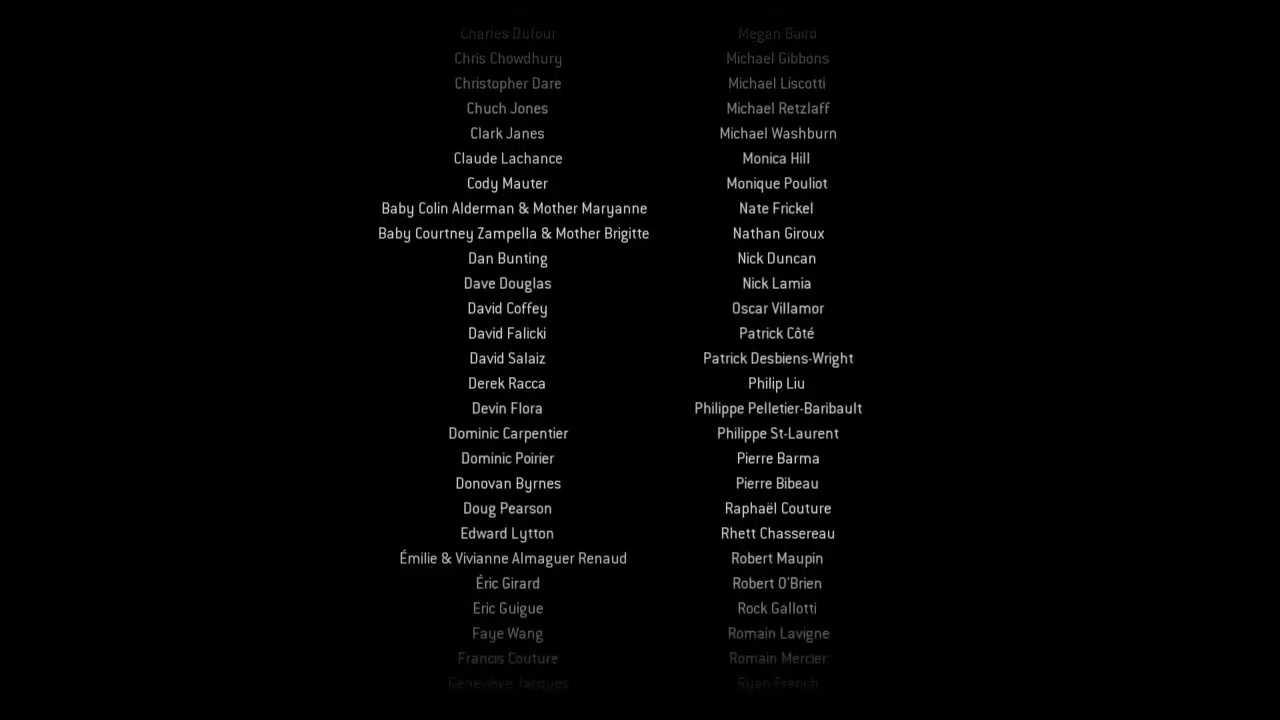 Charles Dufour
Chris Chowdhury
Christopher Dare
Chuch Jones
Clark Janes
Claude Lachance
Cody Mauter
Baby Colin Alderman & Mother Maryanne
Baby Courtney Zampella & Mother Brigitte
Dan Bunting
Dave Douglas
David Coffey
David Falicki
David Salaiz
Derek Racca
Devin Flora
Dominic Carpentier
Dominic Poirier
Donovan Byrnes
Doug Pearson
Edward Lytton
Émilie & Vivianne Almaguer Renaud
Éric Girard
Eric Guigue
Faye Wang
Francis Couture
Geneviève Jacques
Megan Baird
Michael Gibbons
Michael Liscotti
Michael Retzlaff
Michael Washburn
Monica Hill
Monique Pouliot
Nate Frickel
Nathan Giroux
Nick Duncan
Nick Lamia
Oscar Villamor
Patrick Côté
Patrick Desbiens-Wright
Philip Liu
Philippe Pelletier-Baribault
Philippe St-Laurent
Pierre Barma
Pierre Bibeau
Raphaël Couture
Rhett Chassereau
Robert Maupin
Robert O'Brien
Rock Gallotti
Romain Lavigne
Romain Mercier
Ryan French